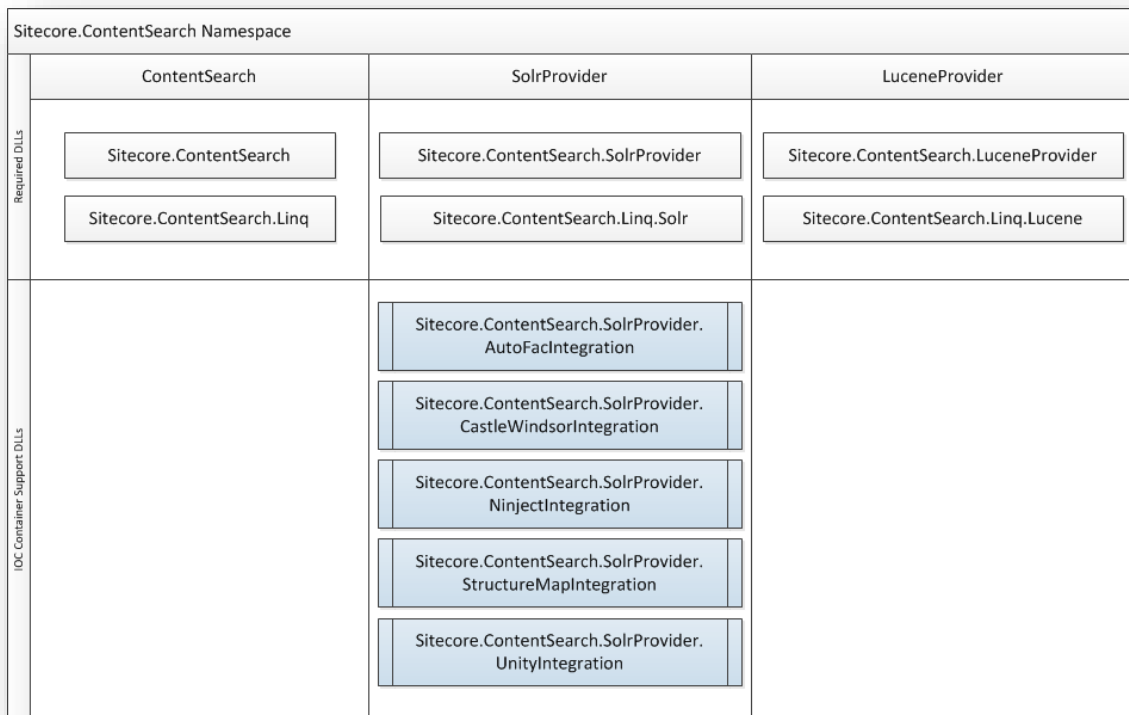 Sitecore.ContentSearch Namespace
ContentSearch
SolrProvider
LuceneProvider
Required DLLs
Sitecore.ContentSearch
Sitecore.ContentSearch.SolrProvider
Sitecore.ContentSearch.LuceneProvider
Sitecore.ContentSearch.Linq
Sitecore.ContentSearch.Linq.Solr
Sitecore.ContentSearch.Linq.Lucene
IOC Container Support DLLs
Sitecore.ContentSearch.SolrProvider.
AutoFacIntegration
Sitecore.ContentSearch.SolrProvider.
CastleWindsorIntegration
Sitecore.ContentSearch.SolrProvider.
NinjectIntegration
Sitecore.ContentSearch.SolrProvider.
StructureMapIntegration
Sitecore.ContentSearch.SolrProvider.
UnityIntegration